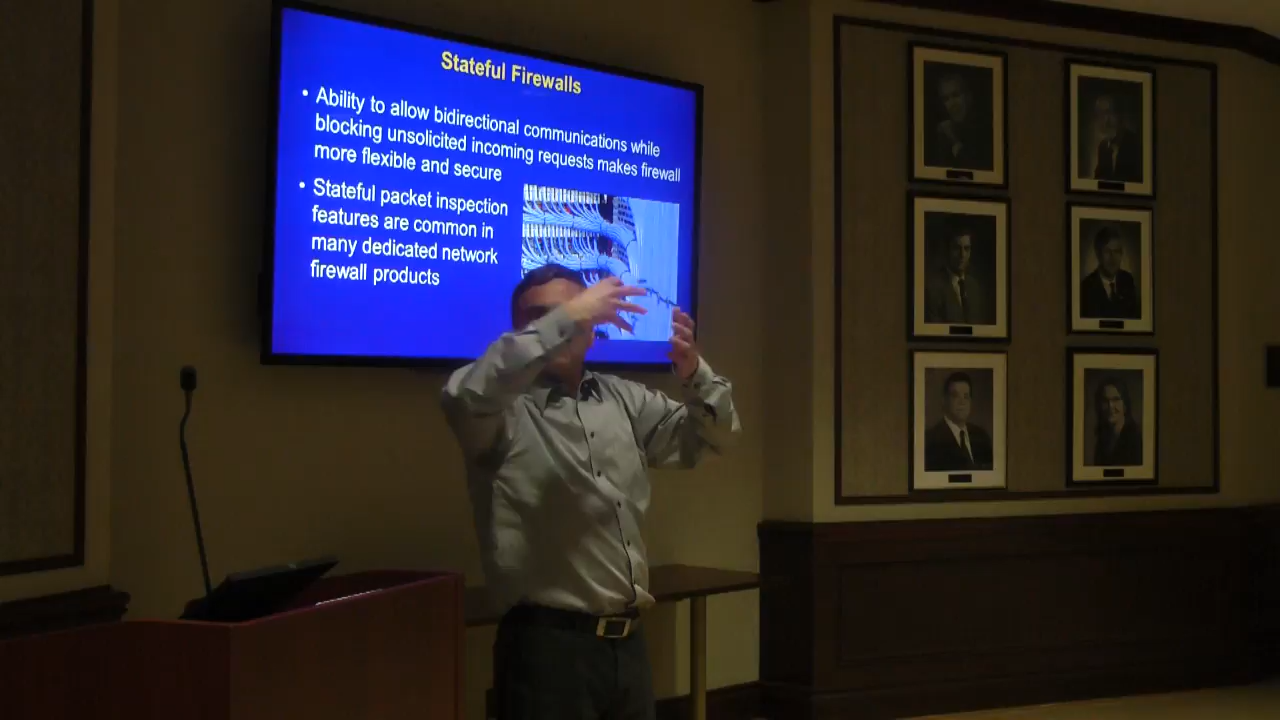 Stateful Firewalls
• Ability to allow bidirectional communications while
blocking unsolicited incoming requests makes firewall
more flexible and secure
• Stateful packet inspection
features are common in
many dedicated network
firewall products